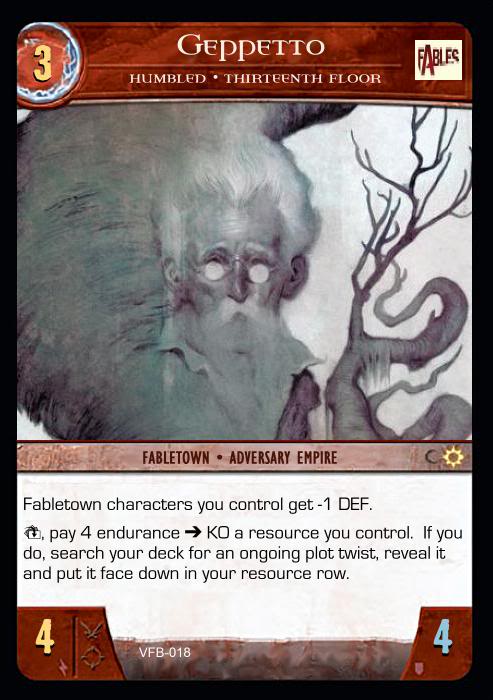 3
Geppetto
FABLES
Humbled • Thirteenth Floor
FABLETOWN • ADVERSARY EMPIRE
Fabletown characters you control get -1 DEF.
, pay 4 endurance ➔ KO a resource you control. If you
do, search your deck for an ongoing plot twist, reveal it
and put it face down in your resource row.
4
4
VFB-018